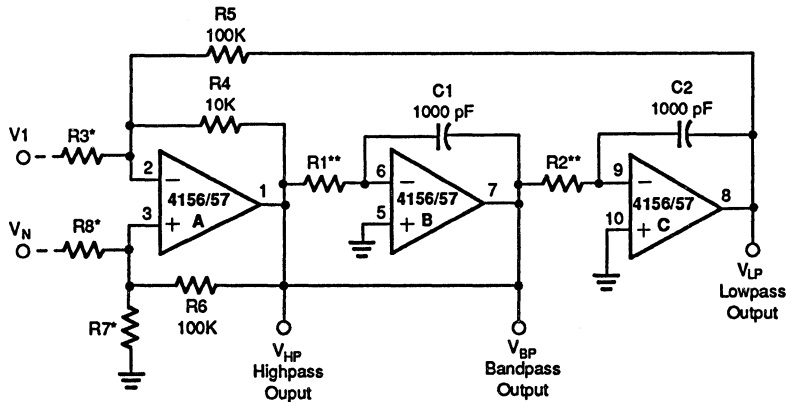 R5
100K
R4
10K
C1
1000 pF
C2
1000 pF
V1
R3*
R1**
R2**
2
−
4156/57
A
3
+
1
6
−
4156/57
B
5
+
7
9
−
4156/57
C
10
+
8
VN
R8*
R6
100K
R7*
VHP
Highpass
Ouput
VBP
Bandpass
Output
VLP
Lowpass
Output